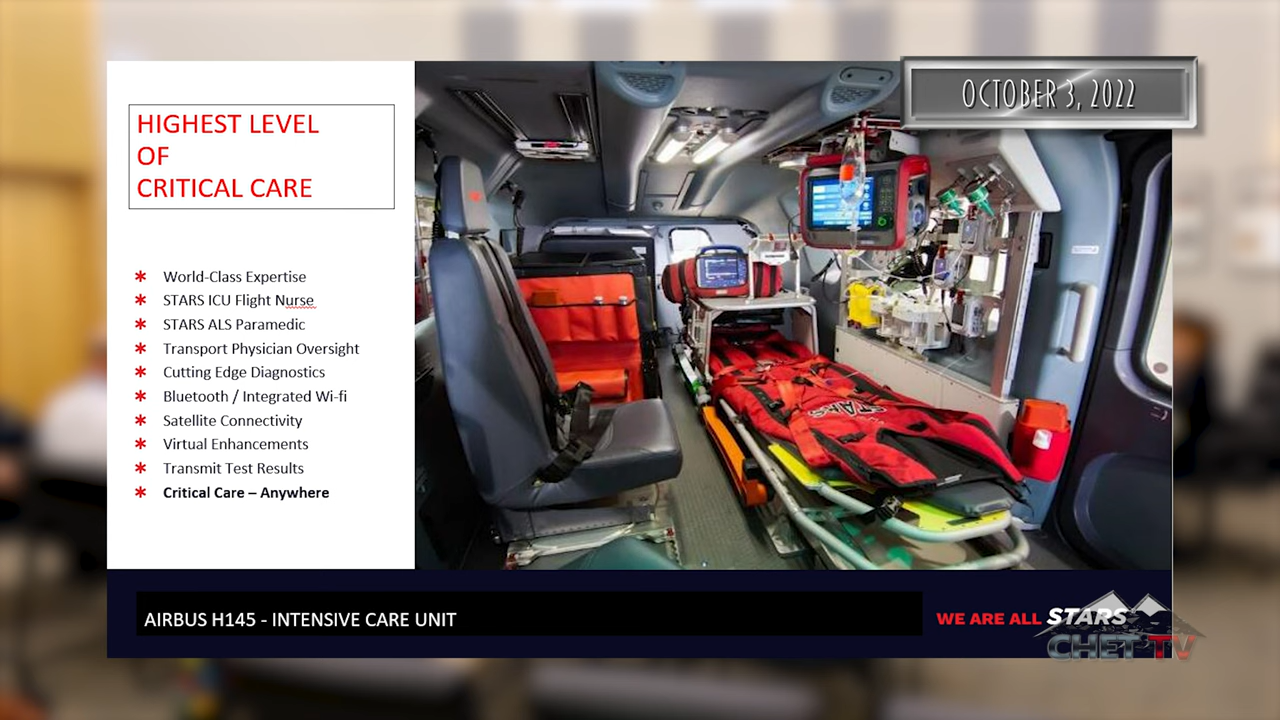 OCTOBER 3, 2022
HIGHEST LEVEL
OF
CRITICAL CARE
World-Class Expertise
STARS ICU Flight Nurse
STARS ALS Paramedic
Transport Physician Oversight
Cutting Edge Diagnostics
Bluetooth / Integrated Wi-fi
Satellite Connectivity
Virtual Enhancements
Transmit Test Results
Critical Care – Anywhere
STARS
AIRBUS H145 - INTENSIVE CARE UNIT
WE ARE ALL STARS
CHET TV